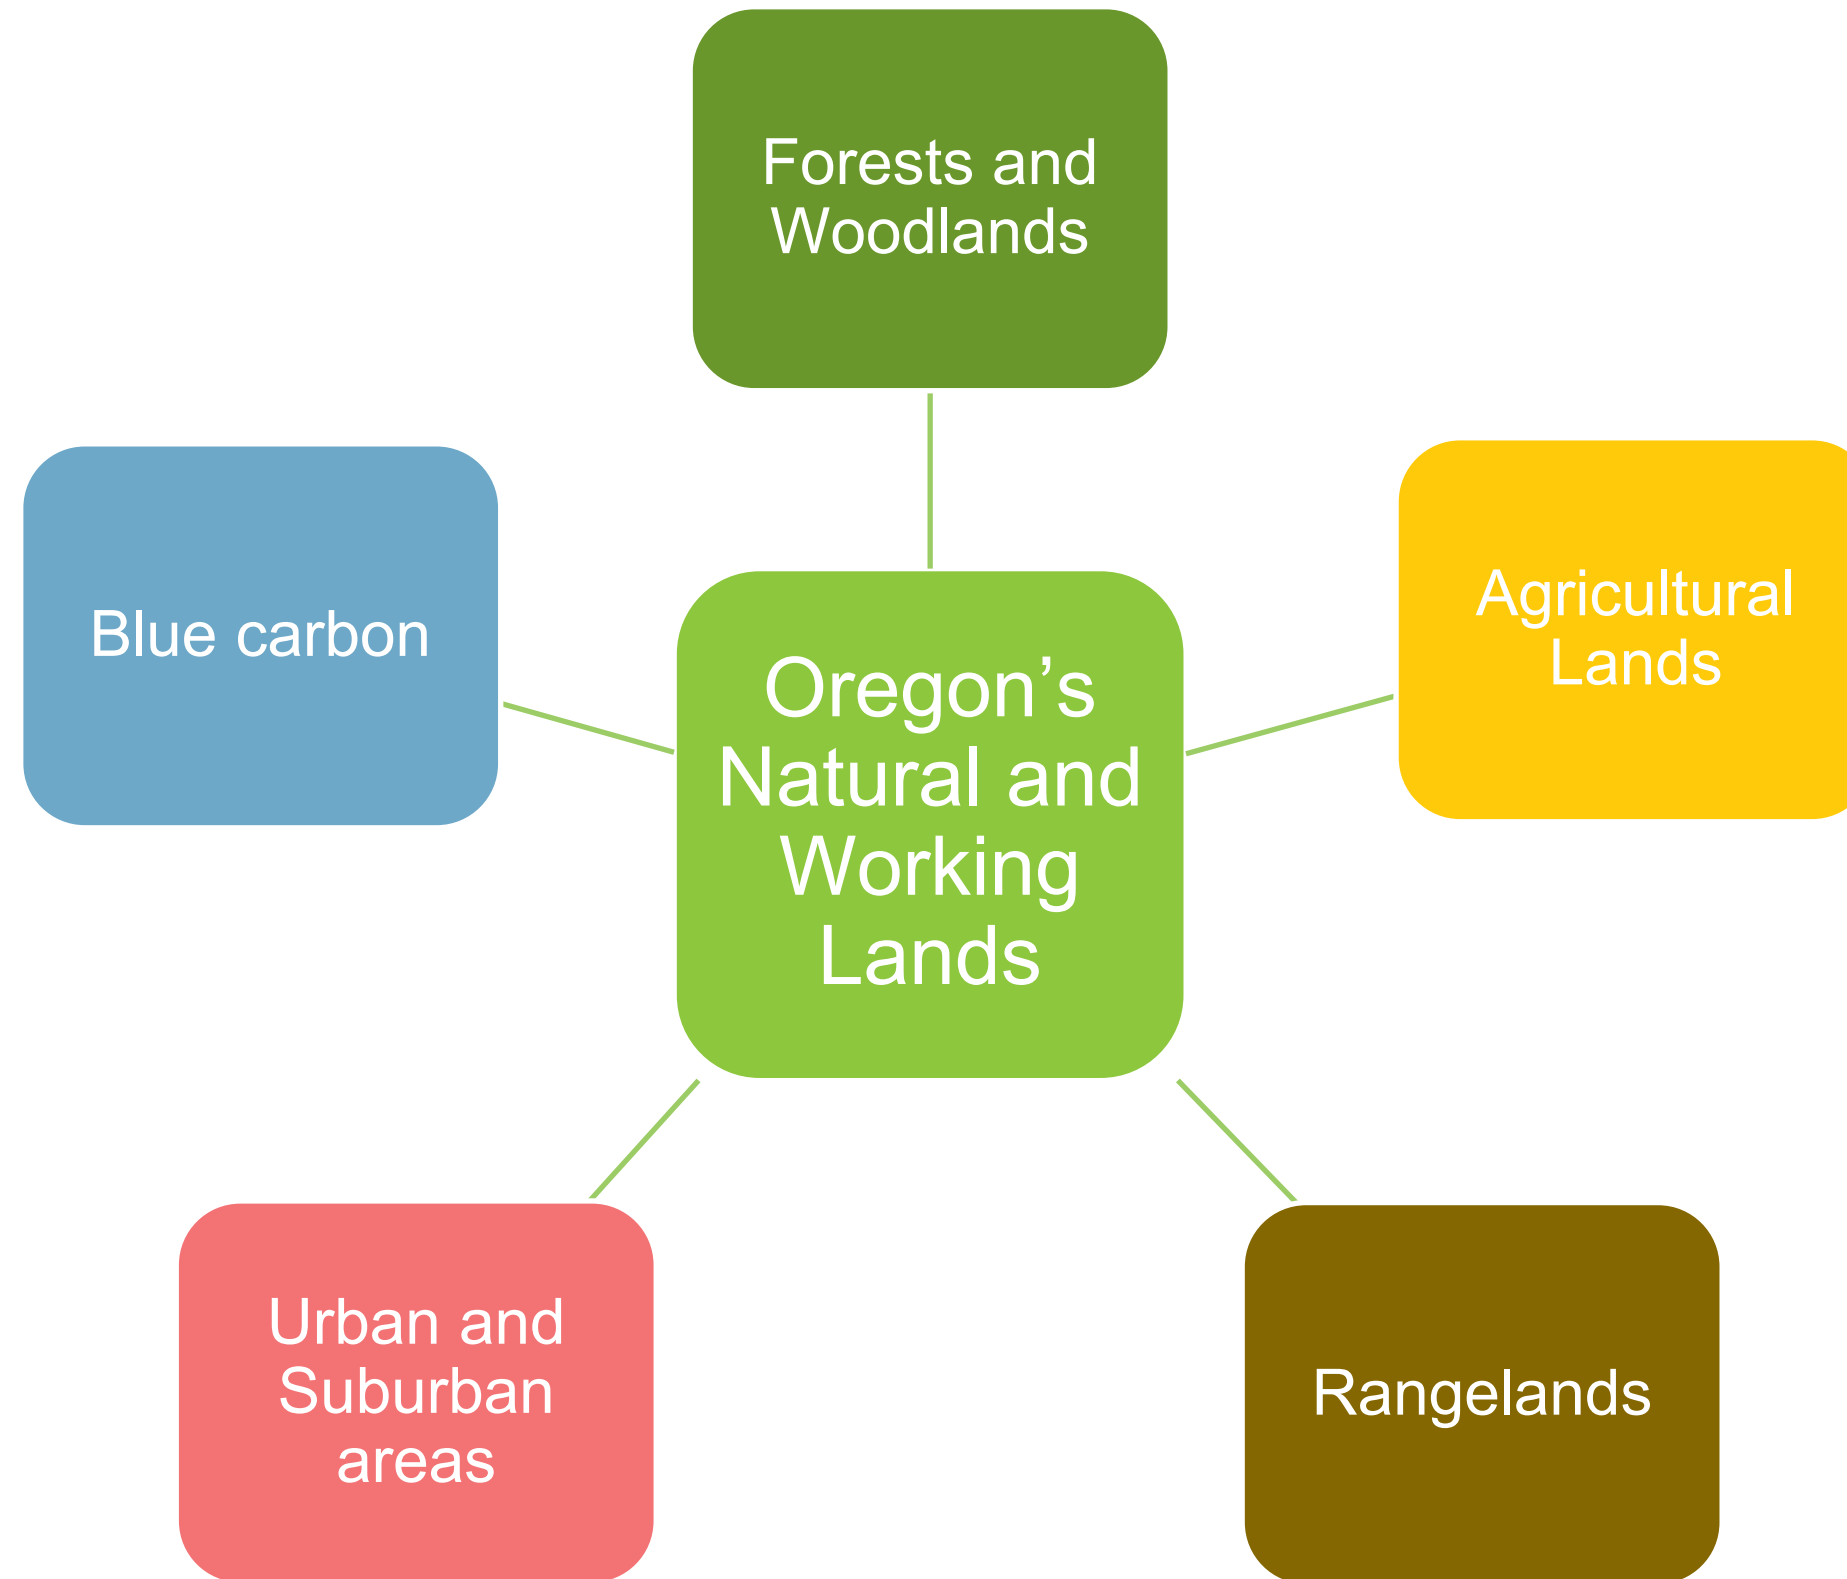 Forests and
Woodlands
Blue carbon
Agricultural
Lands
Oregon’s
Natural and
Working
Lands
Urban and
Suburban
areas
Rangelands